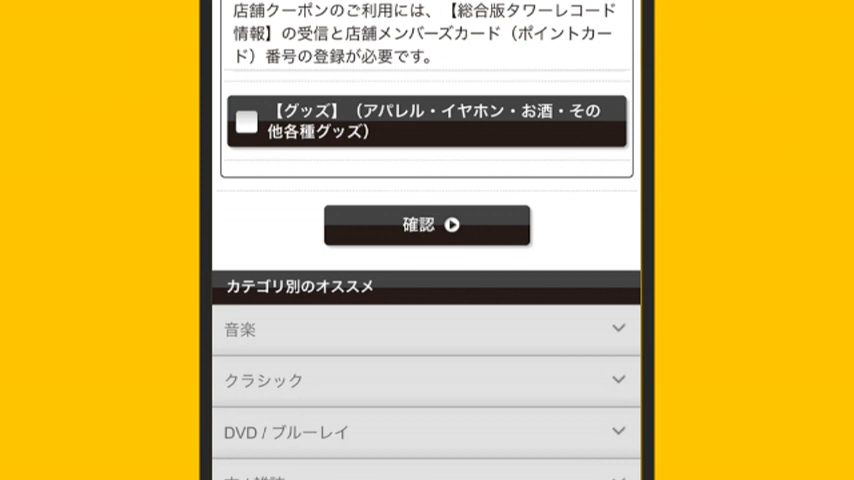 店舗クーポンのご利用には、【総合版タワーレコード
情報】の受信と店舗メンバーズカード（ポイントカー
ド）番号の登録が必要です。
【グッズ】（アパレル・イヤホン・お酒・その
他各種グッズ）
確認
カテゴリ別のオススメ
音楽
クラシック
DVD / ブルーレイ